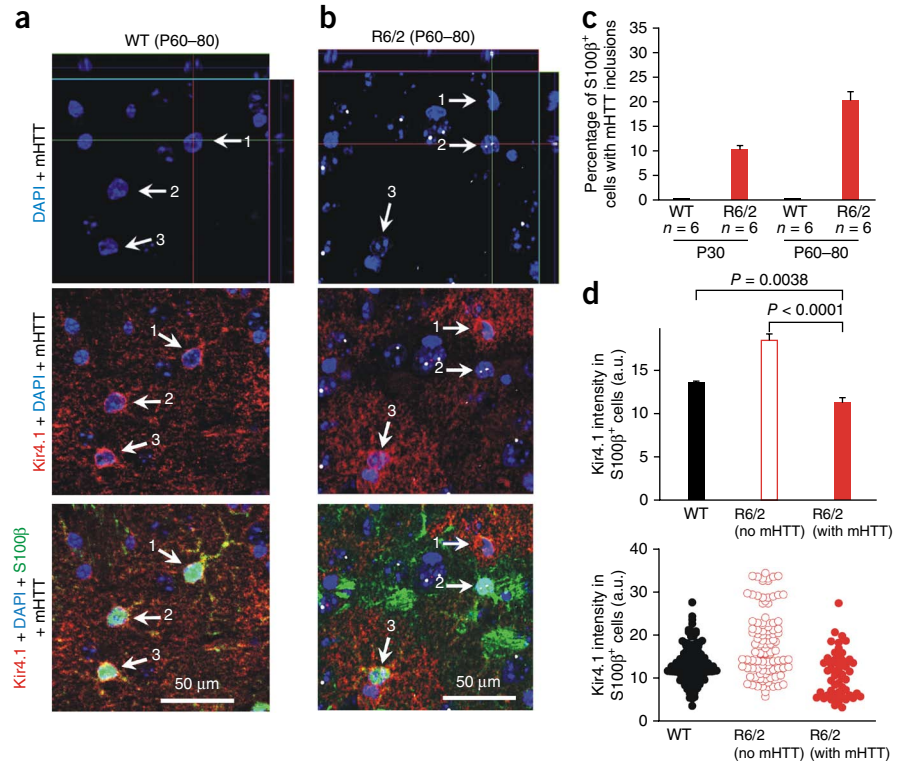 a
WT (P60–80)
DAPI + mHTT
1
2
3
Kir4.1 + DAPI + mHTT
1
2
3
Kir4.1 + DAPI + S100β
+ mHTT
1
2
3
50 μm
b
R6/2 (P60–80)
1
2
3
1
2
3
1
2
3
50 μm
c
Percentage of S100β+
cells with mHTT inclusions
35
30
25
20
15
10
5
0
WT R6/2 WT R6/2
n = 6 n = 6 n = 6 n = 6
P30 P60–80
d
P = 0.0038
P < 0.0001
Kir4.1 intensity in
S100β+ cells (a.u.)
15
10
5
0
WT R6/2 R6/2
(no mHTT) (with mHTT)
Kir4.1 intensity in
S100β+ cells (a.u.)
40
30
20
10
0
WT R6/2 R6/2
(no mHTT) (with mHTT)